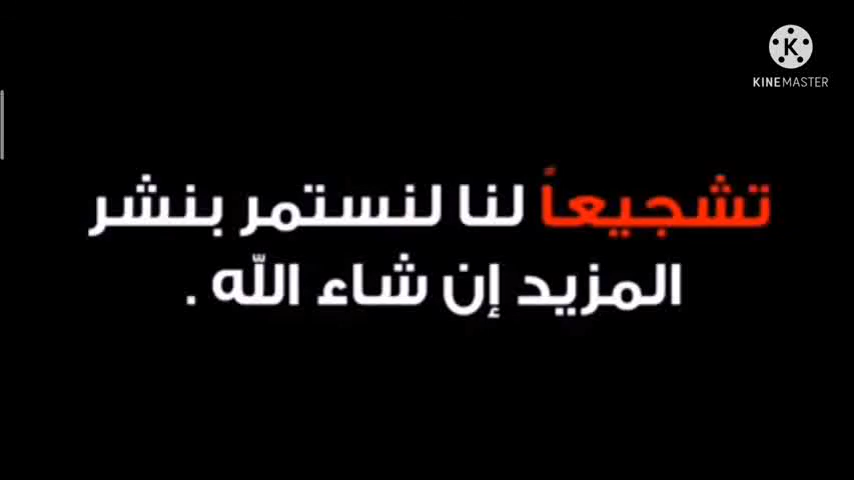 KINEMASTER
تشجيعاً لنا لنستمر بنشر
المزيد إن شاء الله .